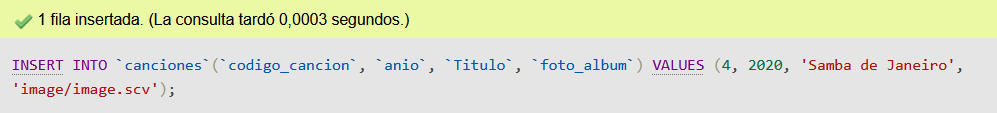 1 fila insertada. (La consulta tardó 0,0003 segundos.)
INSERT INTO `canciones`(`codigo_cancion`, `anio`, `Titulo`, `foto_album`) VALUES (4, 2020, 'Samba de Janeiro',
'image/image.scv');